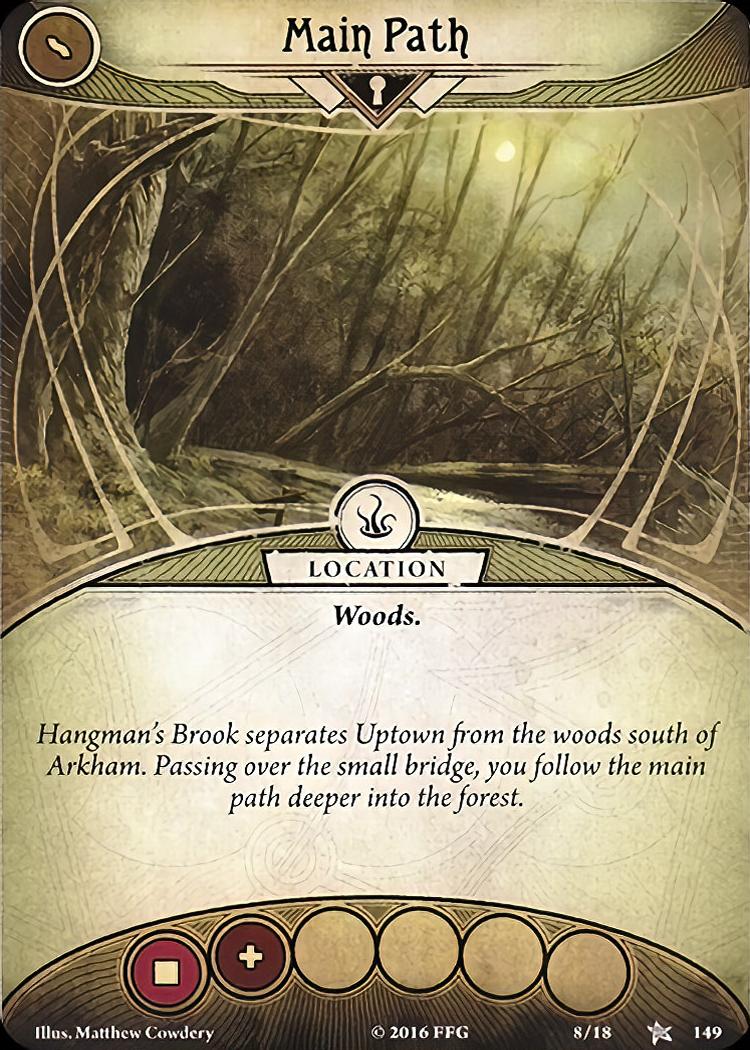 Main Path
LOCATION
Woods.
Hangman's Brook separates Uptown from the woods south of
Arkham. Passing over the small bridge, you follow the main
path deeper into the forest.
Illus. Matthew Cowdery © 2016 FFG 8/18 149